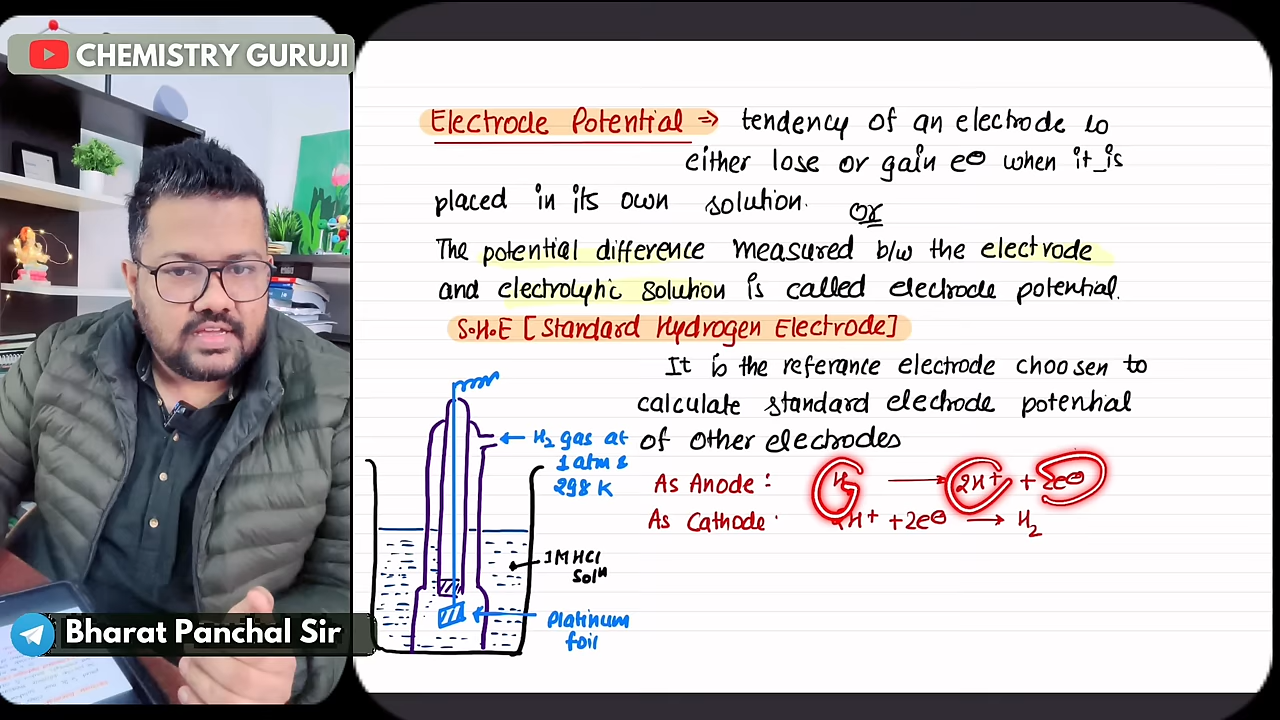 CHEMISTRY GURUJI
Electrode Potential ⇒ tendency of an electrode to
either lose or gain e⊖ when it is
placed in its own solution. Or
The potential difference measured b/w the electrode
and electrolytic solution is called electrode potential.
S.H.E [Standard Hydrogen Electrode]
It is the referance electrode choosen to
calculate standard electrode potential
of other electrodes
As Anode: H₂ → 2H⁺ + 2e⊖
As Cathode: 2H⁺ + 2e⊖ → H₂
← H₂ gas at
1 atm &
298 K
1M HCl
Solⁿ
Platinum
foil
Bharat Panchal Sir